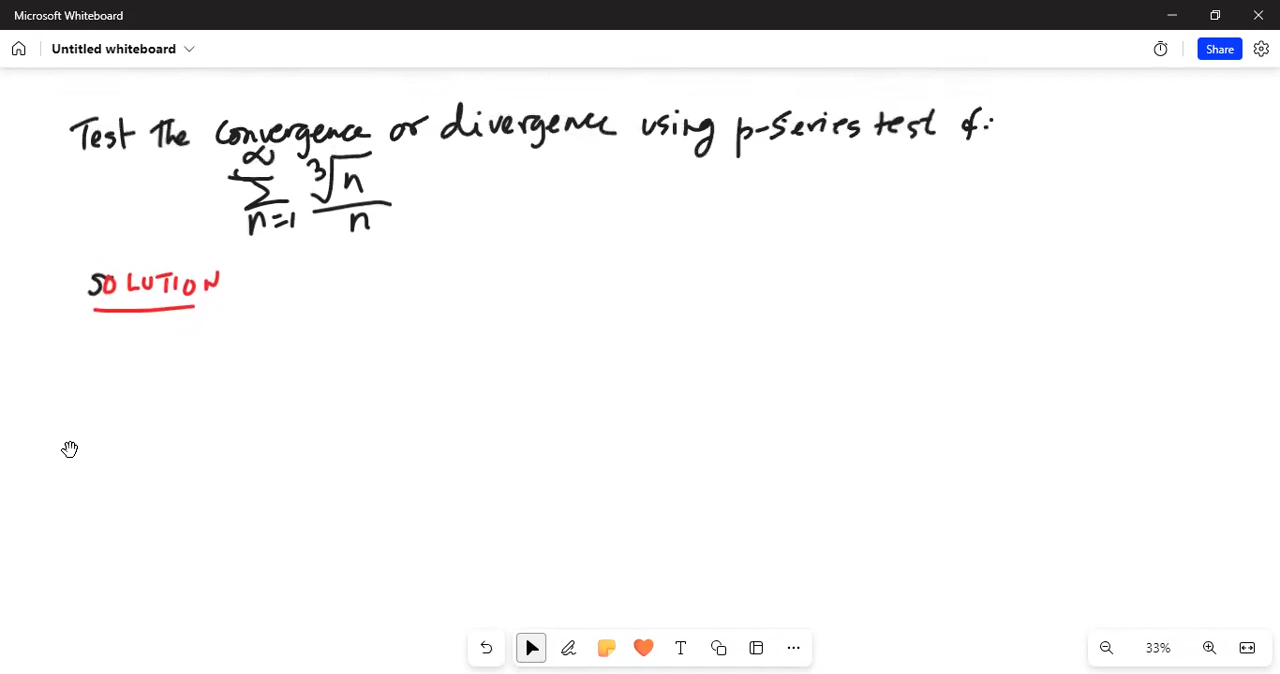 Microsoft Whiteboard
Untitled whiteboard
Share
Test the convergence or divergence using p-series test of:
∞ ∑ n=1 ∛n / n
SOLUTION
T
33%